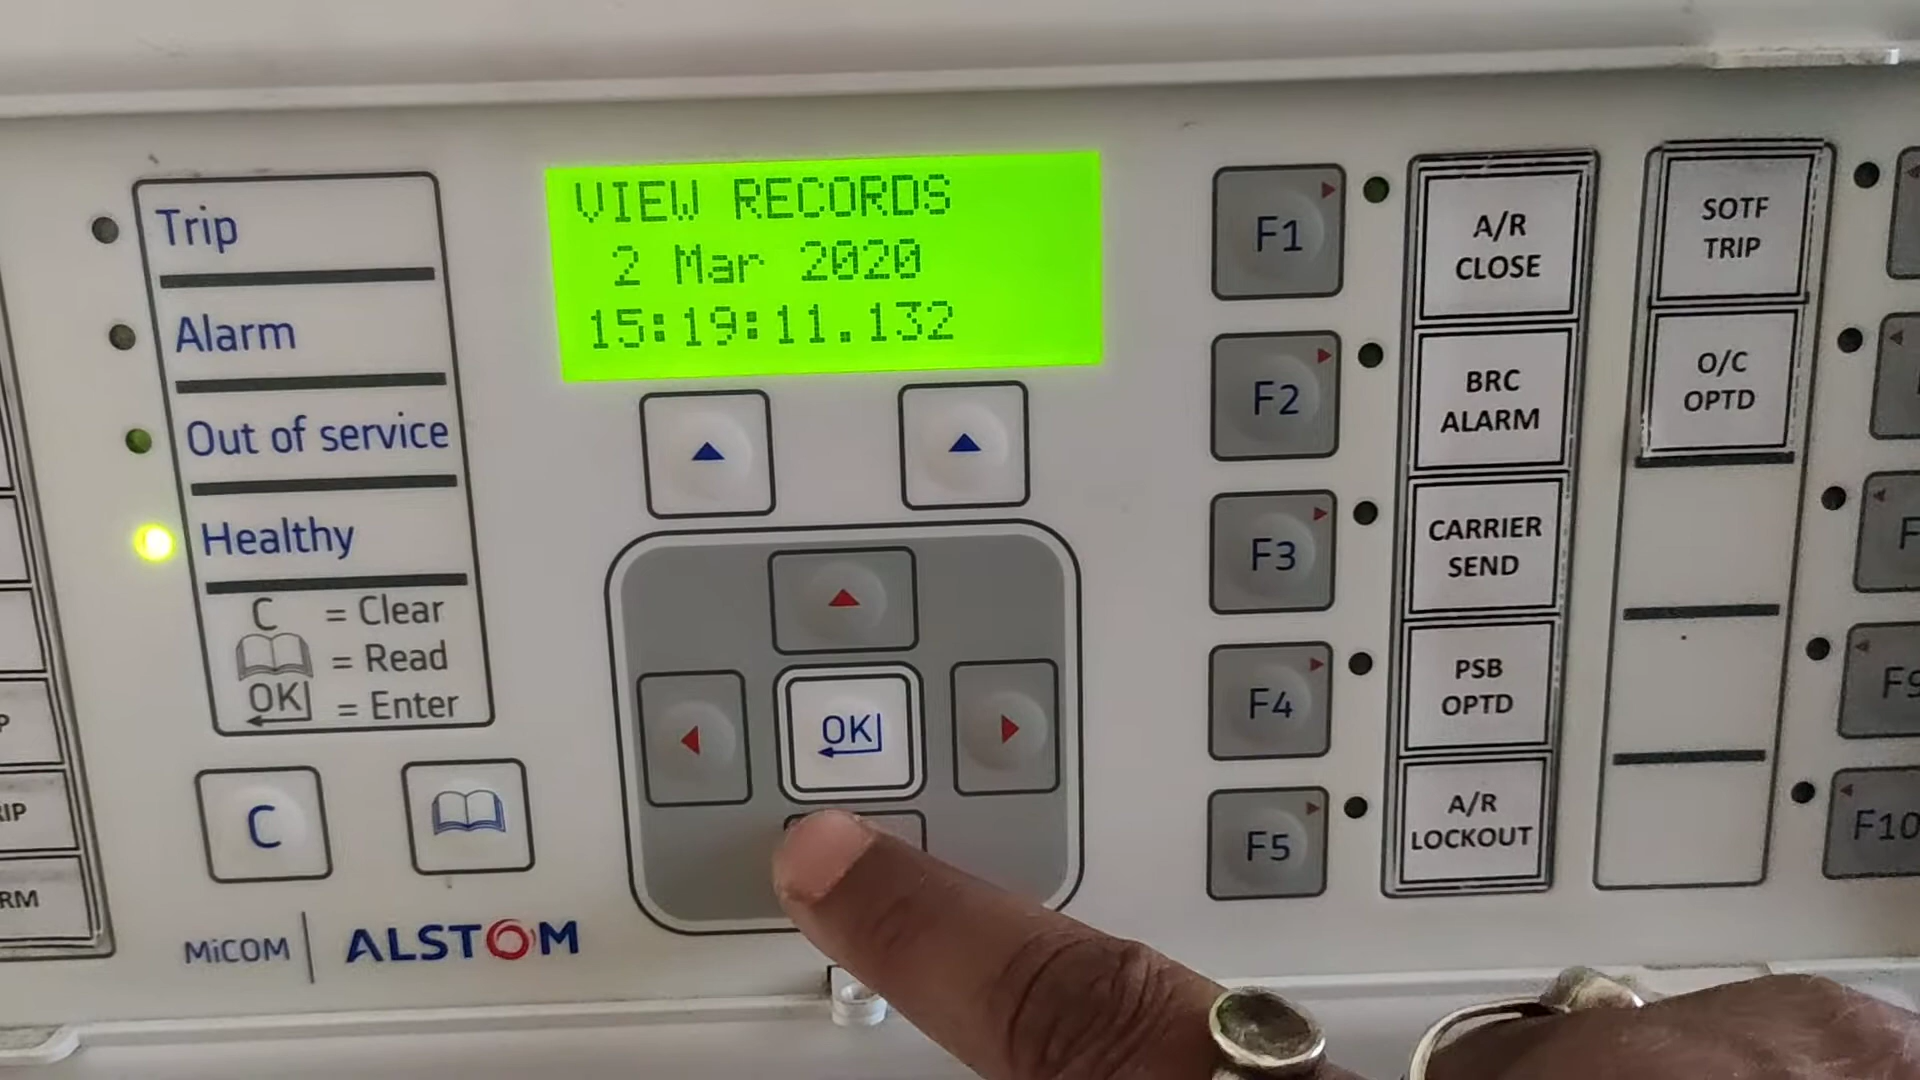 VIEW RECORDS
2 Mar 2020
15:19:11.132
Trip
Alarm
Out of service
Healthy
C = Clear
= Read
OK = Enter
C
OK
MiCOM
ALSTOM
F1
F2
F3
F4
F5
A/R
CLOSE
BRC
ALARM
CARRIER
SEND
PSB
OPTD
A/R
LOCKOUT
SOTF
TRIP
O/C
OPTD
F9
F10